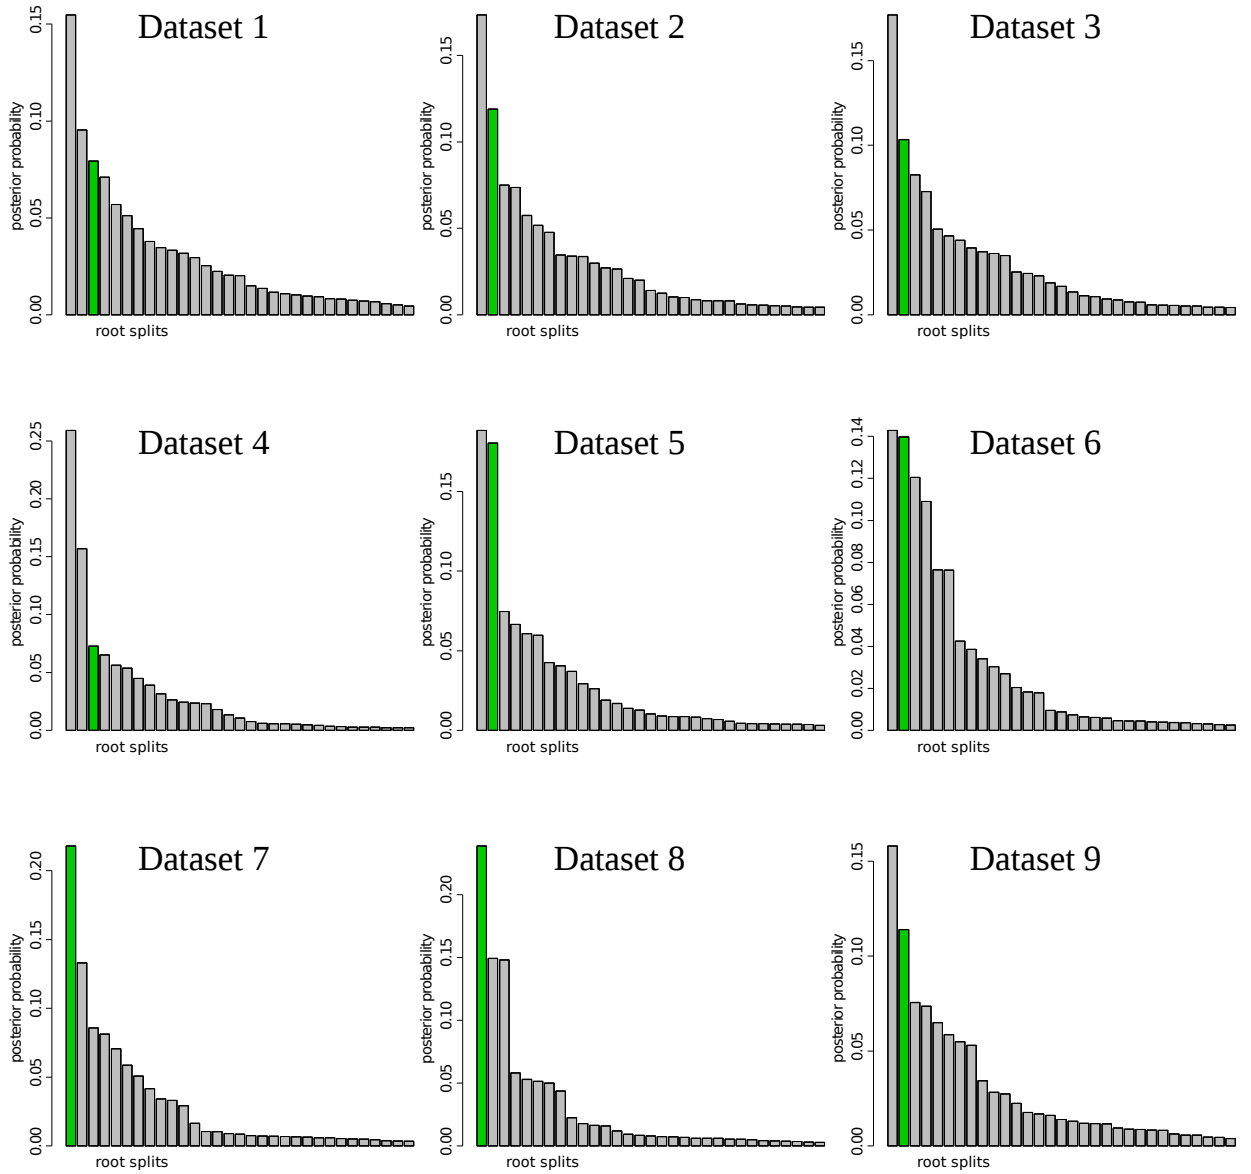 Dataset 1
posterior probability
0.00
0.05
0.10
0.15
root splits
Dataset 2
posterior probability
0.00
0.05
0.10
0.15
root splits
Dataset 3
posterior probability
0.00
0.05
0.10
0.15
root splits
Dataset 4
posterior probability
0.00
0.05
0.10
0.15
0.20
0.25
root splits
Dataset 5
posterior probability
0.00
0.05
0.10
0.15
root splits
Dataset 6
posterior probability
0.00
0.02
0.04
0.06
0.08
0.10
0.12
0.14
root splits
Dataset 7
posterior probability
0.00
0.05
0.10
0.15
0.20
root splits
Dataset 8
posterior probability
0.00
0.05
0.10
0.15
0.20
root splits
Dataset 9
posterior probability
0.00
0.05
0.10
0.15
root splits